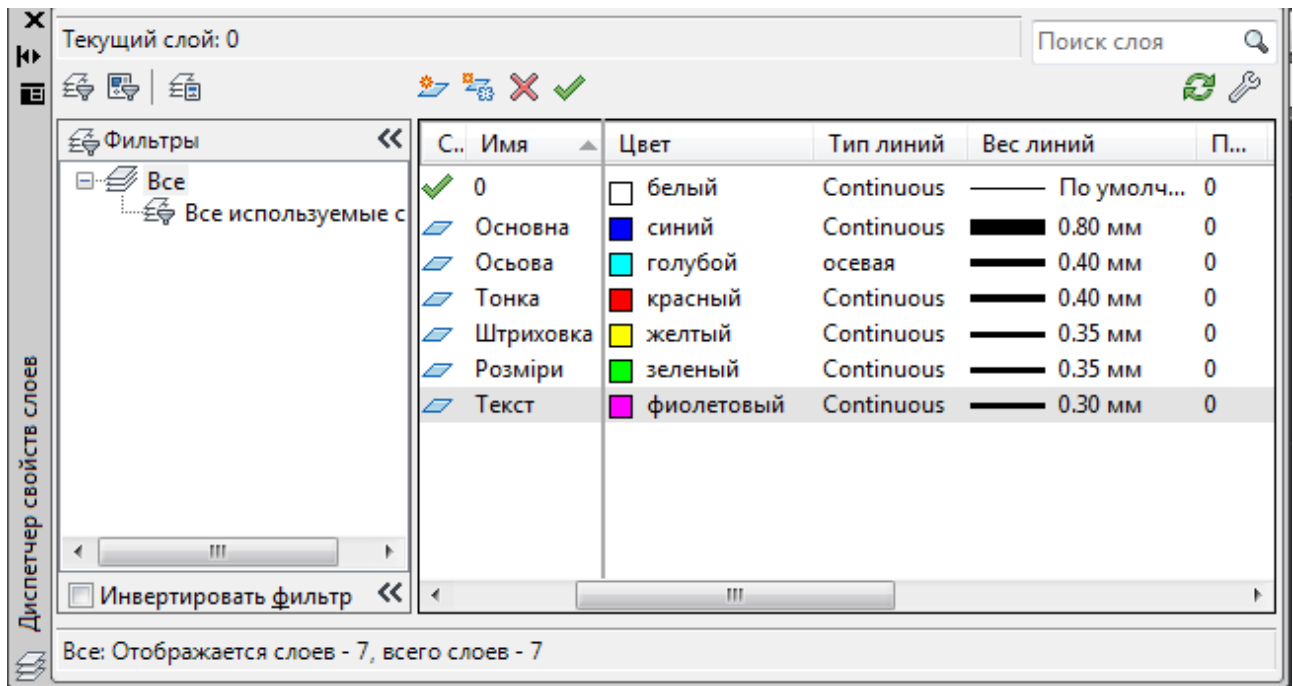 Текущий слой: 0
Поиск слоя
Фильтры
Все
Все используемые с
Инвертировать фильтр
С.. Имя Цвет Тип линий Вес линий П...
0 белый Continuous По умолч... 0
Основна синий Continuous 0.80 мм 0
Осьова голубой осевая 0.40 мм 0
Тонка красный Continuous 0.40 мм 0
Штриховка желтый Continuous 0.35 мм 0
Розміри зеленый Continuous 0.35 мм 0
Текст фиолетовый Continuous 0.30 мм 0
Все: Отображается слоев - 7, всего слоев - 7
Диспетчер свойств слоев